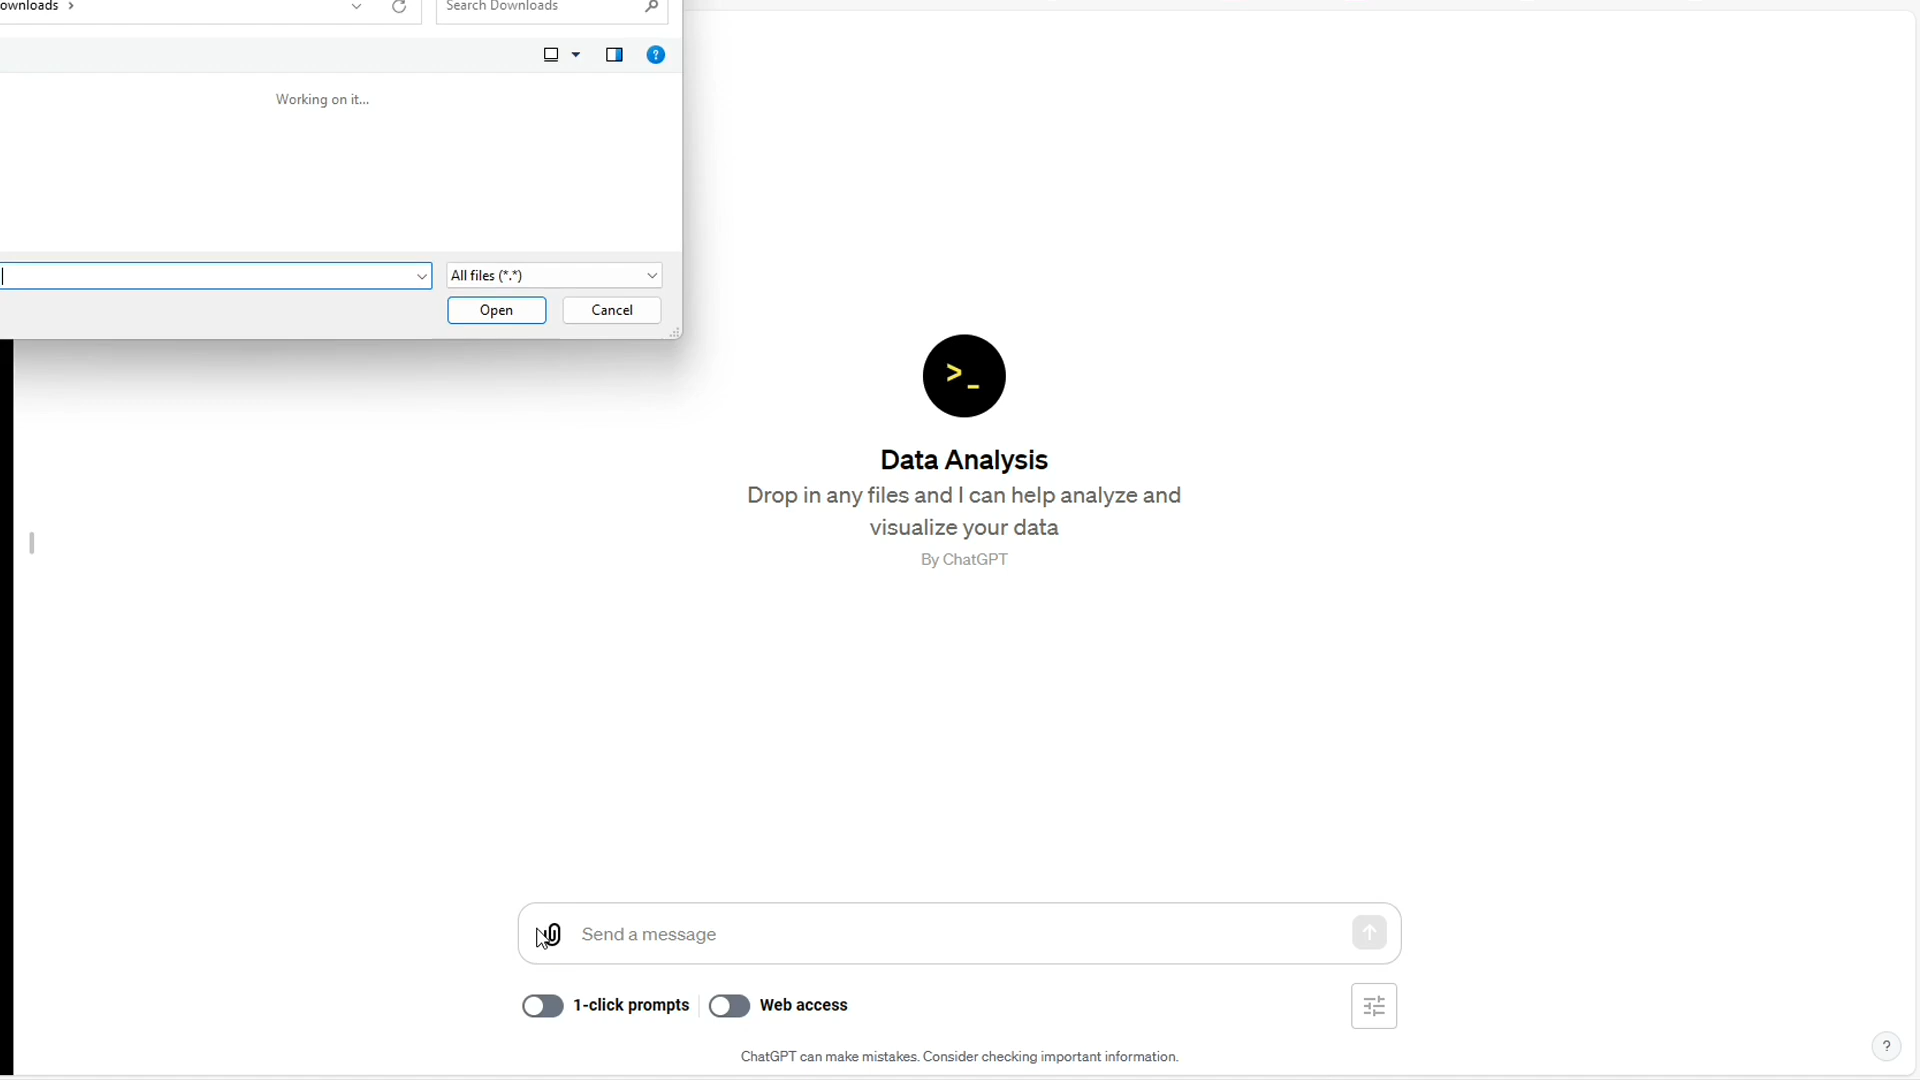 ownloads
Search Downloads
Working on it...
All files (*.*)
Open
Cancel
>_
Data Analysis
Drop in any files and I can help analyze and
visualize your data
By ChatGPT
Send a message
1-click prompts
Web access
ChatGPT can make mistakes. Consider checking important information.
?